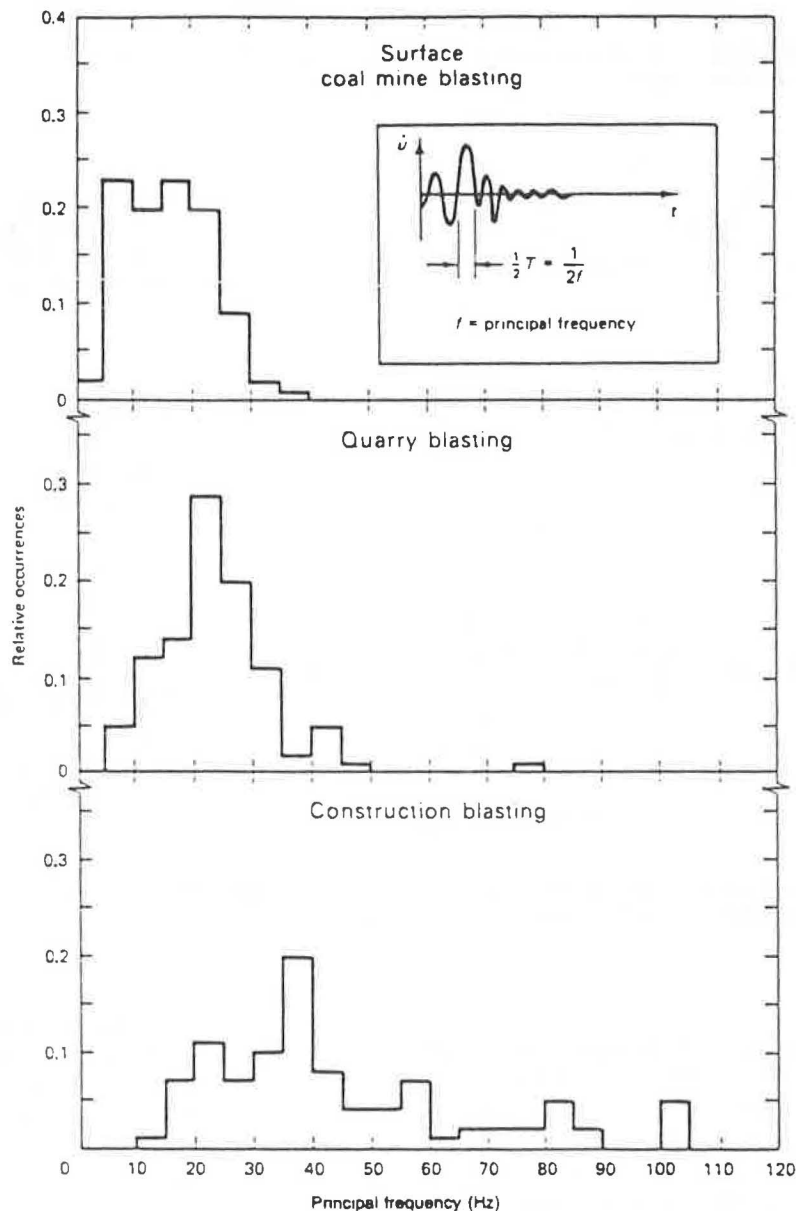 0.4
Surface
coal mine blasting
0.3
u̇
t
½ T = 1/2f
0.2
f = principal frequency
0.1
0
Quarry blasting
0.3
0.2
0.1
0
Relative occurrences
Construction blasting
0.3
0.2
0.1
0 10 20 30 40 50 60 70 80 90 100 110 120
Principal frequency (Hz)